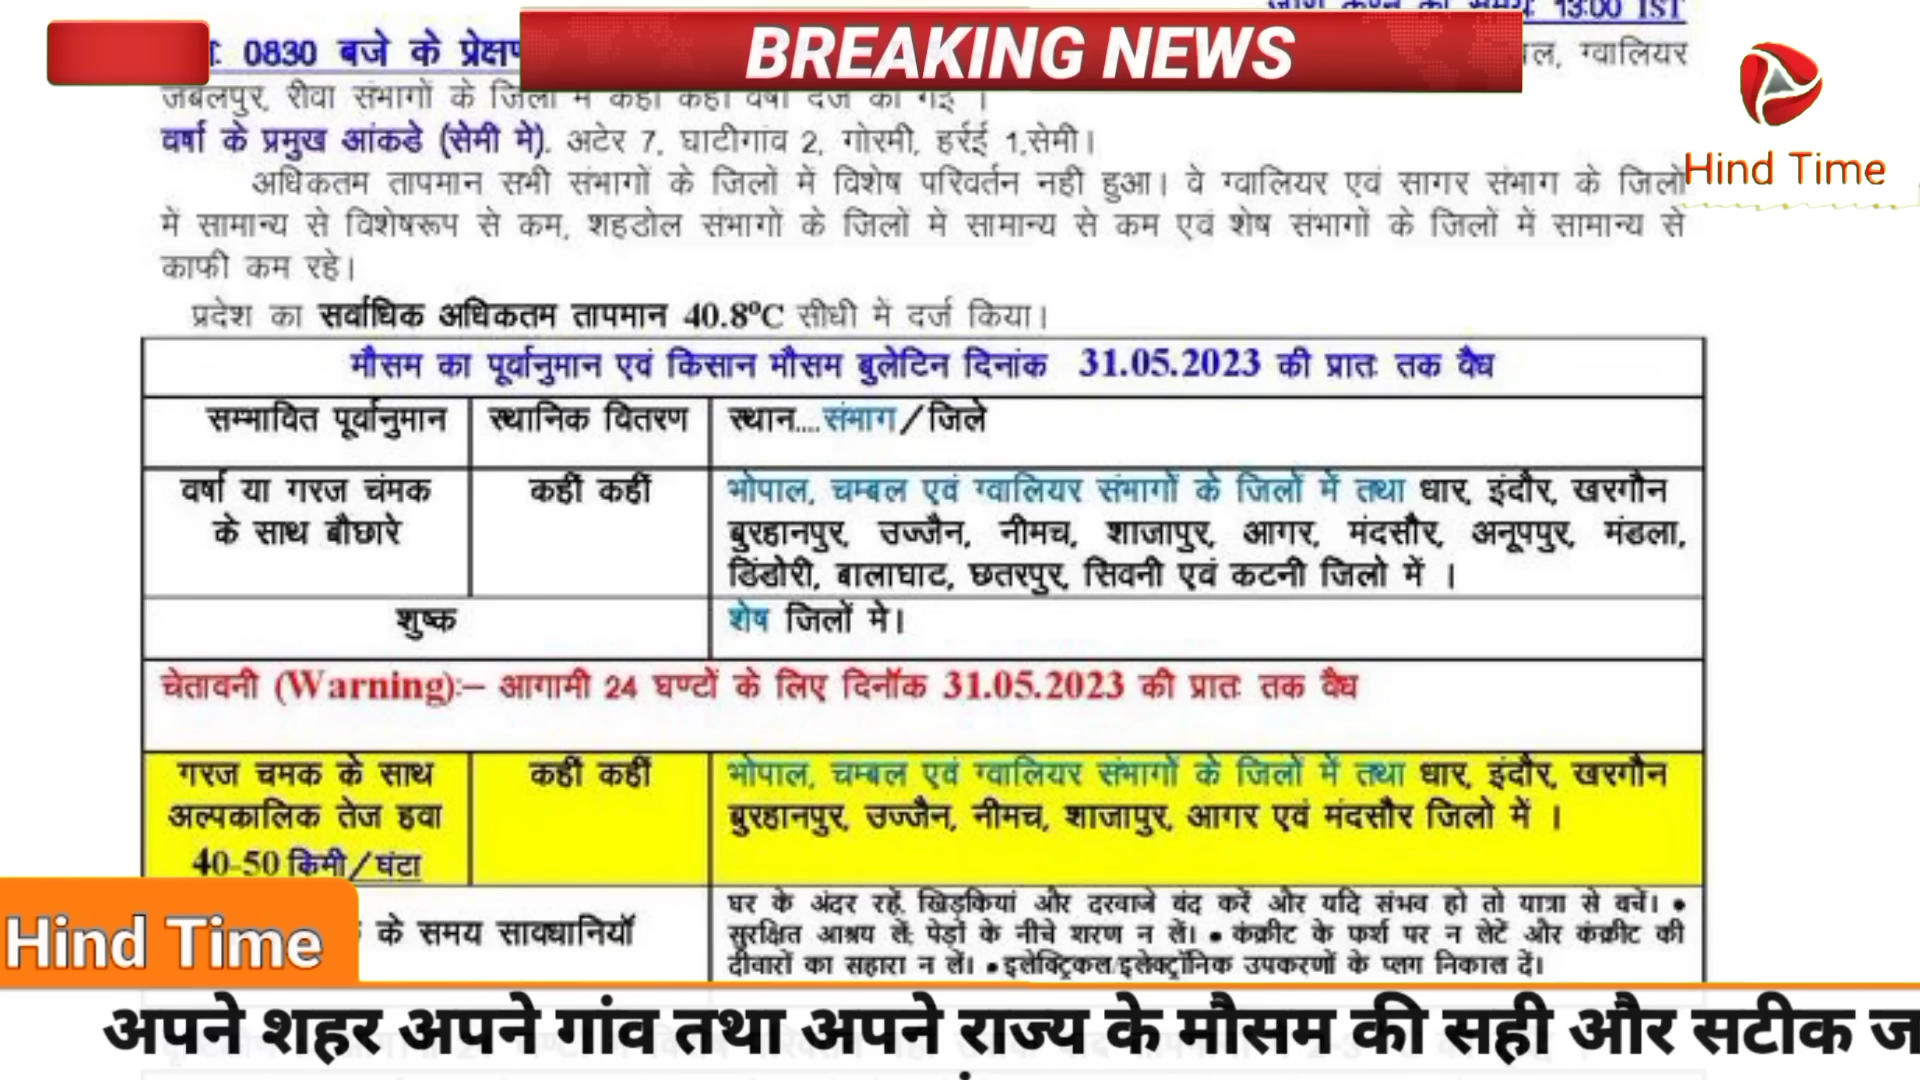 जारी करने का समय: 13:00 IST
0830 बजे के
BREAKING NEWS
ग्वालियर
जबलपुर, रीवा संभागों के जिलों में कहीं कहीं वर्षा दर्ज की गई ।
वर्षा के प्रमुख आंकडे (सेमी में). अटेर 7, घाटीगांव 2, गोरमी, हर्रई 1,सेमी।
Hind Time
अधिकतम तापमान सभी संभागों के जिलों में विशेष परिवर्तन नही हुआ। वे ग्वालियर एवं सागर संभाग के जिलों
में सामान्य से विशेषरूप से कम, शहडोल संभागों के जिलों मे सामान्य से कम एवं शेष संभागों के जिलों में सामान्य से
काफी कम रहे।
प्रदेश का सर्वाधिक अधिकतम तापमान 40.8⁰C सीधी में दर्ज किया।
मौसम का पूर्वानुमान एवं किसान मौसम बुलेटिन दिनांक 31.05.2023 की प्रातः तक वैध
सम्भावित पूर्वानुमान स्थानिक वितरण स्थान....संभाग/जिले
वर्षा या गरज चंमक कहीं कहीं भोपाल, चम्बल एवं ग्वालियर संभागों के जिलों में तथा धार, इंदौर, खरगौन
के साथ बौछारे बुरहानपुर, उज्जैन, नीमच, शाजापुर, आगर, मंदसौर, अनूपपुर, मंडला,
डिंडोरी, बालाघाट, छतरपुर, सिवनी एवं कटनी जिलो में ।
शुष्क शेष जिलों मे।
चेतावनी (Warning):– आगामी 24 घण्टों के लिए दिनॉक 31.05.2023 की प्रातः तक वैध
गरज चमक के साथ कहीं कहीं भोपाल, चम्बल एवं ग्वालियर संभागों के जिलों में तथा धार, इंदौर, खरगौन
अल्पकालिक तेज हवा बुरहानपुर, उज्जैन, नीमच, शाजापुर, आगर एवं मंदसौर जिलो में ।
40-50 किमी/घंटा
घर के अंदर रहें, खिड़कियां और दरवाजे बंद करें और यदि संभव हो तो यात्रा से बचें। •
के समय सावधानियॉ सुरक्षित आश्रय लें; पेड़ों के नीचे शरण न लें। • कंक्रीट के फर्श पर न लेटें और कंक्रीट की
दीवारों का सहारा न लें। • इलेक्ट्रिकल/इलेक्ट्रॉनिक उपकरणों के प्लग निकाल दें।
Hind Time
अपने शहर अपने गांव तथा अपने राज्य के मौसम की सही और सटीक